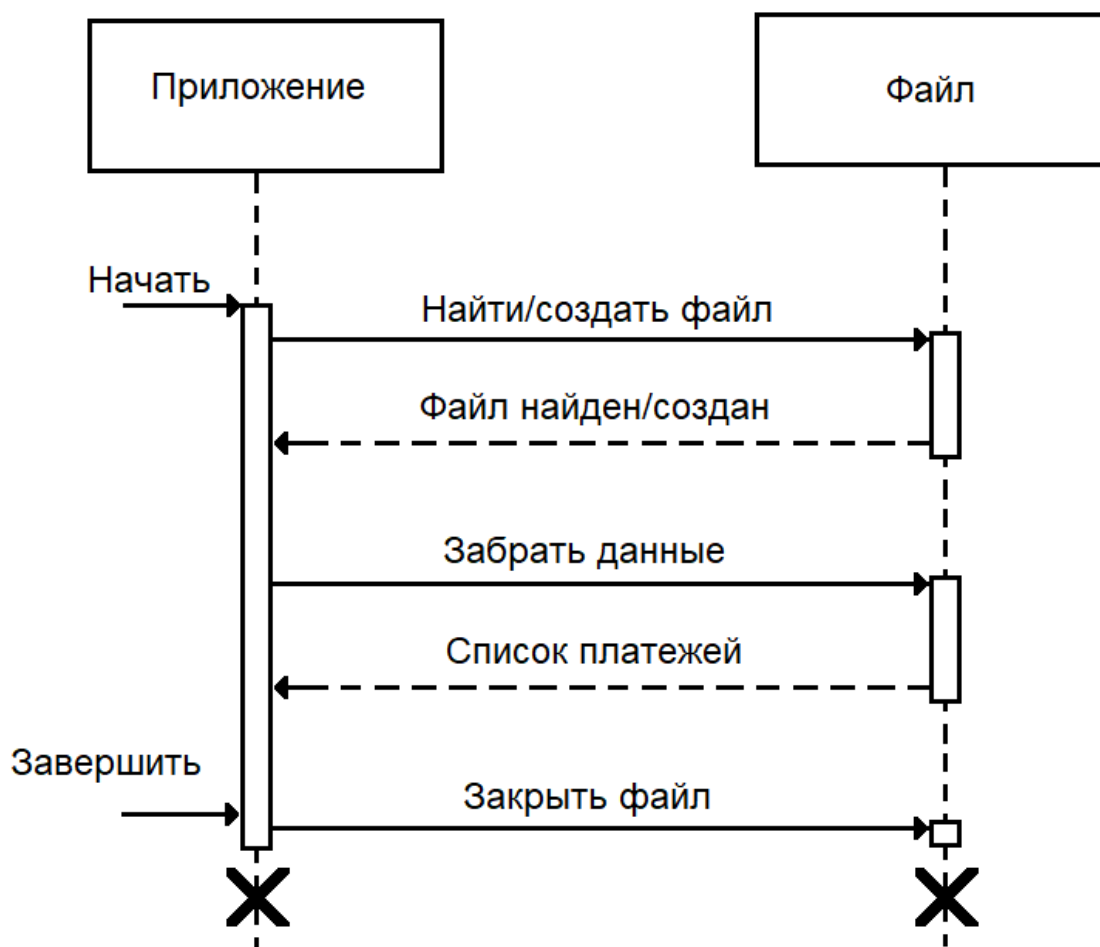 Приложение
Файл
Начать
Найти/создать файл
Файл найден/создан
Забрать данные
Список платежей
Завершить
Закрыть файл